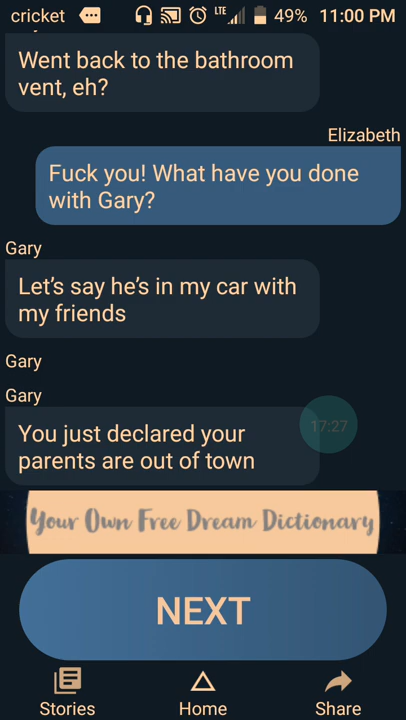 cricket LTE 49% 11:00 PM
Went back to the bathroom
vent, eh?
Elizabeth
Fuck you! What have you done
with Gary?
Gary
Let's say he's in my car with
my friends
Gary
Gary
You just declared your
parents are out of town
17:27
Your Own Free Dream Dictionary
NEXT
Stories Home Share